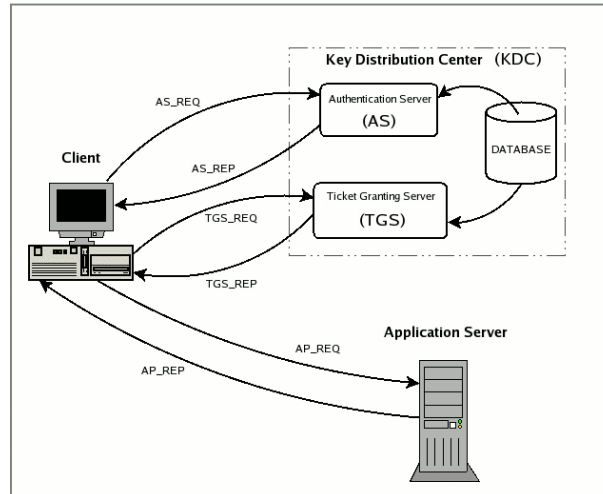 Key Distribution Center (KDC)
Authentication Server
(AS)
AS_REQ
DATABASE
Client
AS_REP
Ticket Granting Server
(TGS)
TGS_REQ
TGS_REP
Application Server
AP_REQ
AP_REP